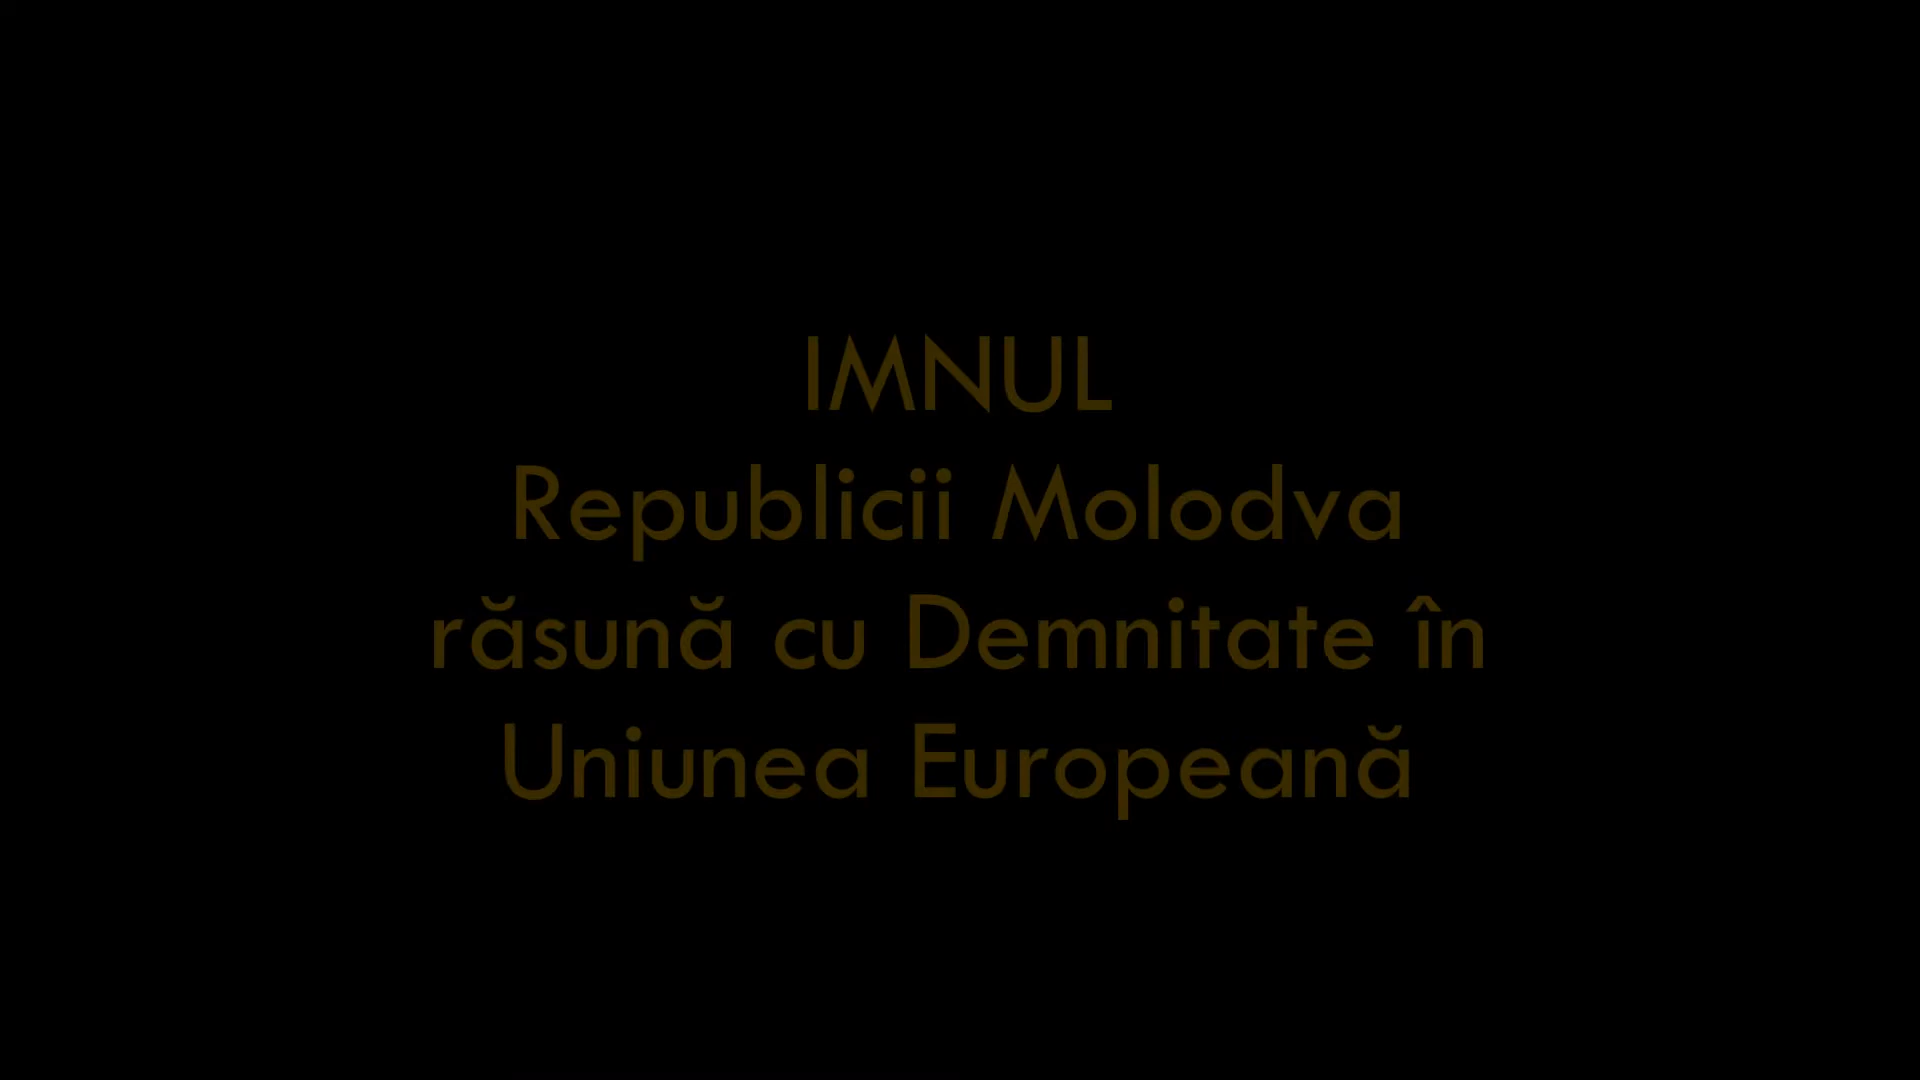 IMNUL
Republicii Molodva
răsună cu Demnitate în
Uniunea Europeană